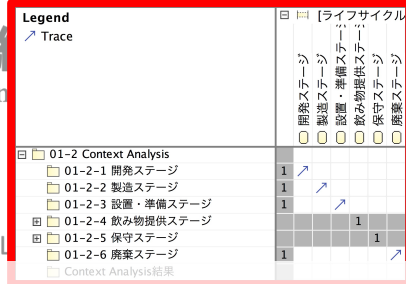 Legend
Trace
[ライフサイクル
開発ステージ
製造ステージ
設置・準備ステージ
飲み物提供ステージ
保守ステージ
廃棄ステージ
01-2 Context Analysis
01-2-1 開発ステージ 1
01-2-2 製造ステージ 1
01-2-3 設置・準備ステージ 1
01-2-4 飲み物提供ステージ 1
01-2-5 保守ステージ 1
01-2-6 廃棄ステージ 1
Context Analysis結果